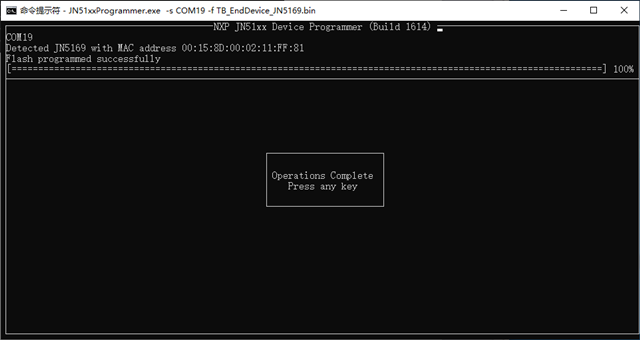 命令提示符 - JN51xxProgrammer.exe -s COM19 -f TB_EndDevice_JN5169.bin
NXP JN51xx Device Programmer (Build 1614)
COM19
Detected JN5169 with MAC address 00:15:8D:00:02:11:FF:81
Flash programmed successfully
[====================================================================================================] 100%
Operations Complete
Press any key